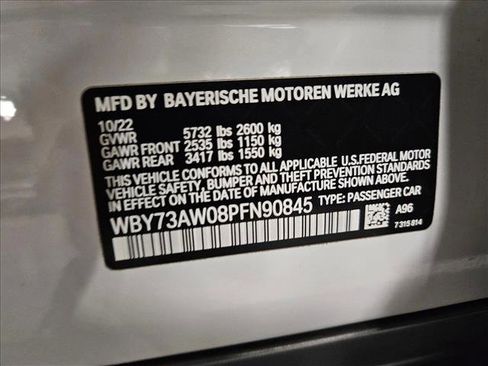 MFD BY BAYERISCHE MOTOREN WERKE AG
10/22
GVWR 5732 lbs 2600 kg
GAWR FRONT 2535 lbs 1150 kg
GAWR REAR 3417 lbs 1550 kg
THIS VEHICLE CONFORMS TO ALL APPLICABLE U.S.FEDERAL MOTOR
VEHICLE SAFETY, BUMPER, AND THEFT PREVENTION STANDARDS
IN EFFECT ON THE DATE OF MANUFACTURE SHOWN ABOVE.
WBY73AW08PFN90845 TYPE: PASSENGER CAR
A96
7315814